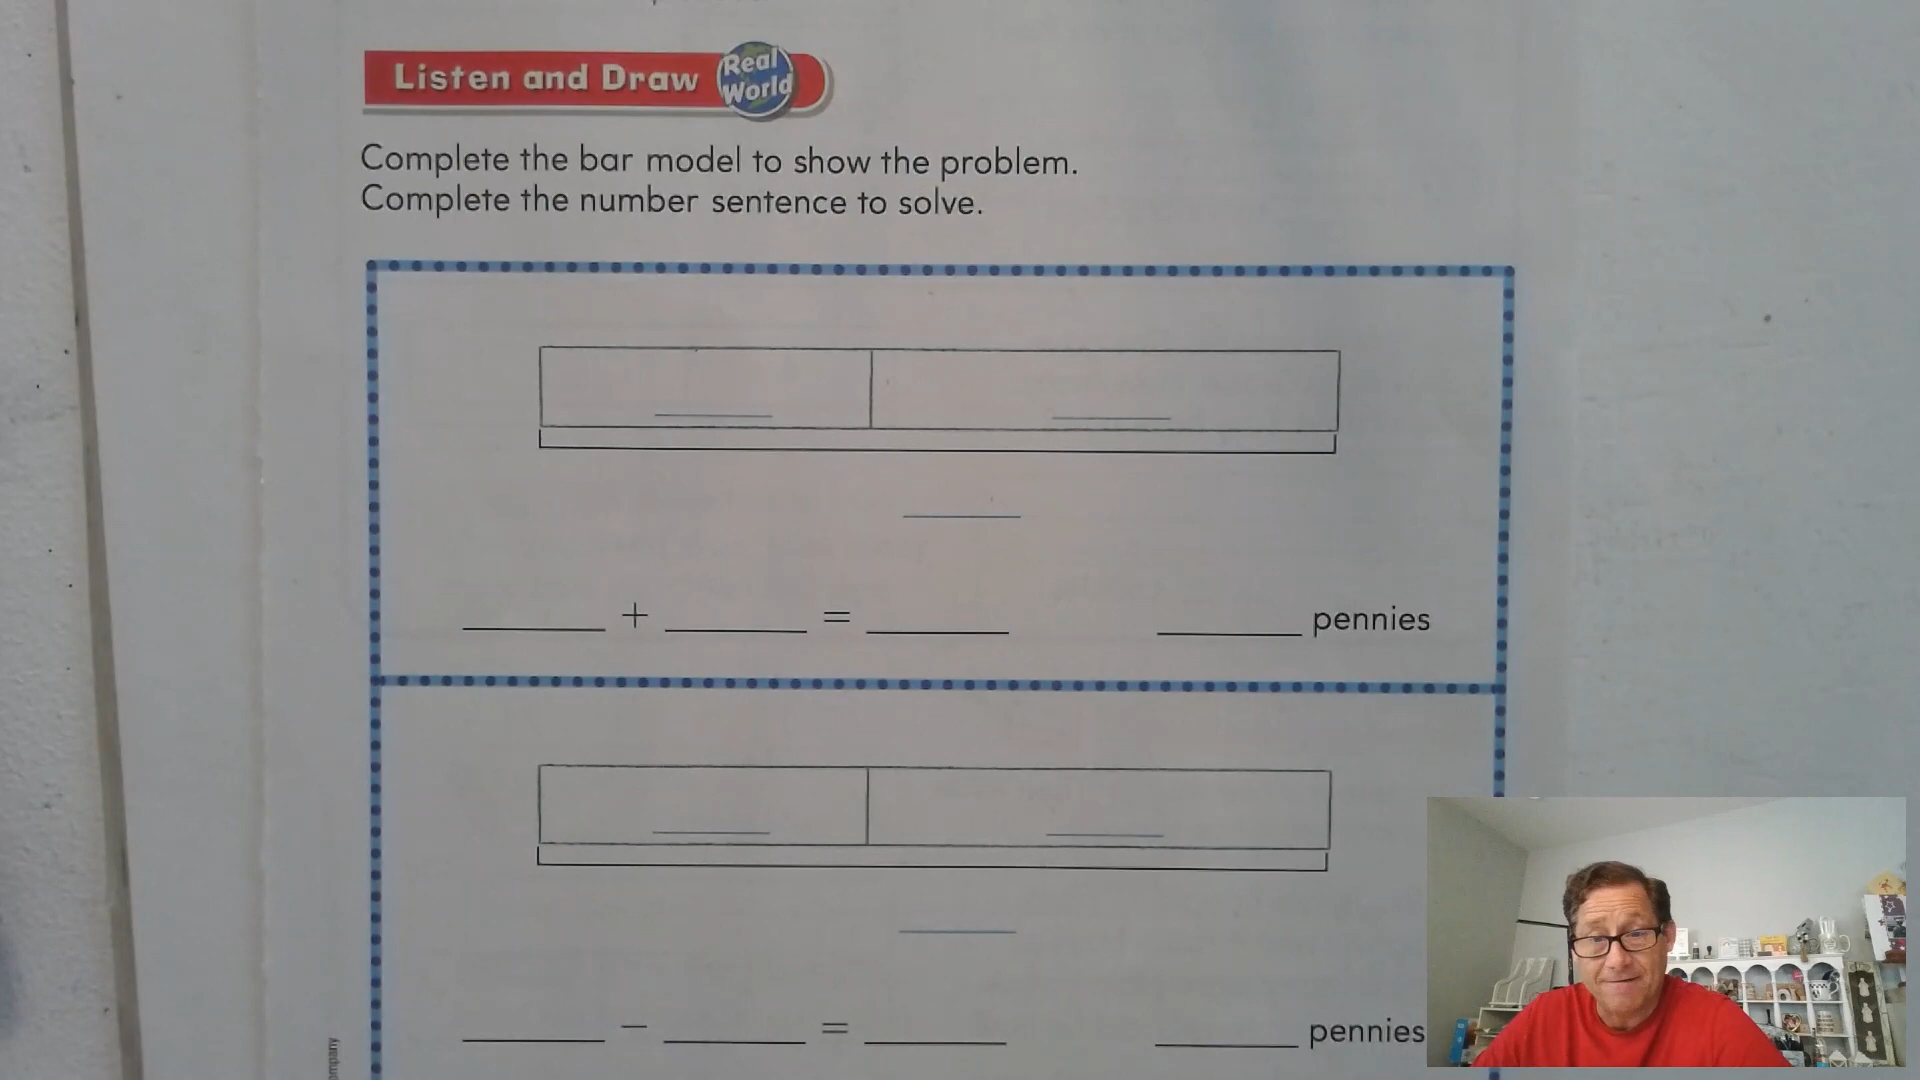 Listen and Draw Real World
Complete the bar model to show the problem.
Complete the number sentence to solve.
+ = pennies
− = pennies